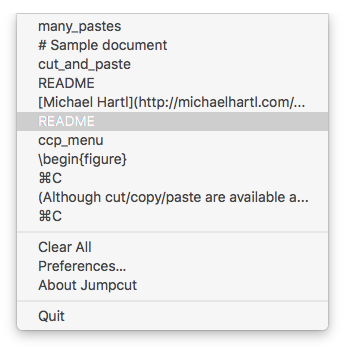 many_pastes
# Sample document
cut_and_paste
README
[Michael Hartl](http://michaelhartl.com/...
README
ccp_menu
\begin{figure}
⌘C
(Although cut/copy/paste are available a...
⌘C
Clear All
Preferences...
About Jumpcut
Quit